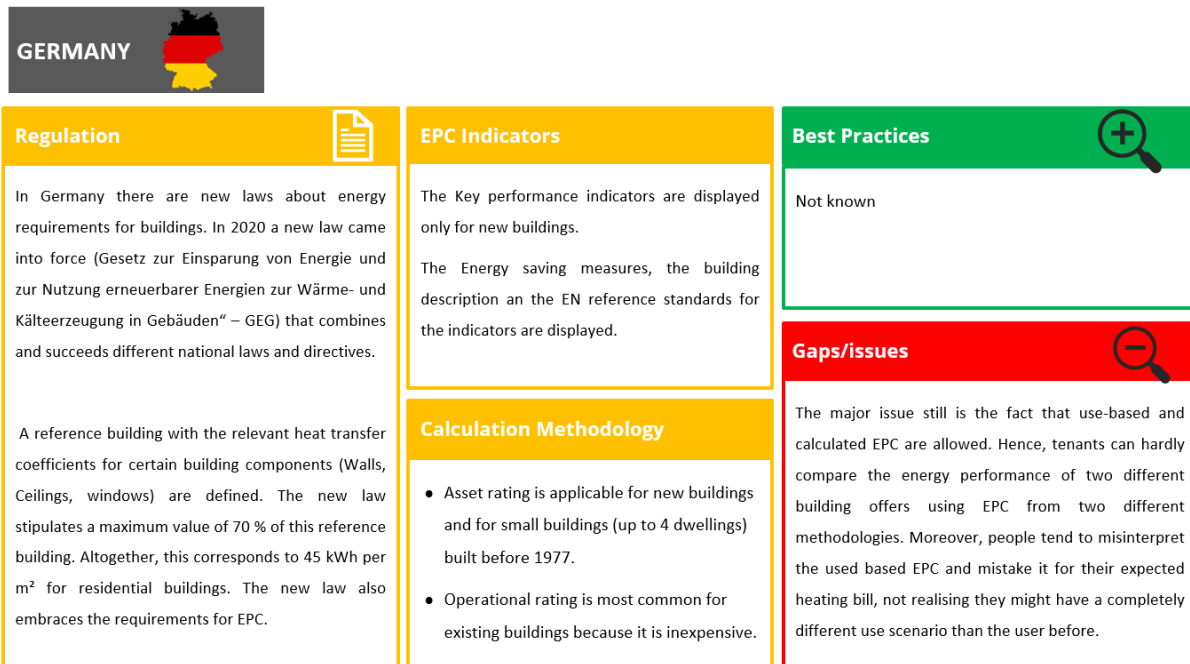 GERMANY
Regulation
In Germany there are new laws about energy
requirements for buildings. In 2020 a new law came
into force (Gesetz zur Einsparung von Energie und
zur Nutzung erneuerbarer Energien zur Wärme- und
Kälteerzeugung in Gebäuden“ – GEG) that combines
and succeeds different national laws and directives.
A reference building with the relevant heat transfer
coefficients for certain building components (Walls,
Ceilings, windows) are defined. The new law
stipulates a maximum value of 70 % of this reference
building. Altogether, this corresponds to 45 kWh per
m² for residential buildings. The new law also
embraces the requirements for EPC.
EPC Indicators
The Key performance indicators are displayed
only for new buildings.
The Energy saving measures, the building
description an the EN reference standards for
the indicators are displayed.
Calculation Methodology
● Asset rating is applicable for new buildings
and for small buildings (up to 4 dwellings)
built before 1977.
● Operational rating is most common for
existing buildings because it is inexpensive.
Best Practices
Not known
Gaps/issues
The major issue still is the fact that use-based and
calculated EPC are allowed. Hence, tenants can hardly
compare the energy performance of two different
building offers using EPC from two different
methodologies. Moreover, people tend to misinterpret
the used based EPC and mistake it for their expected
heating bill, not realising they might have a completely
different use scenario than the user before.